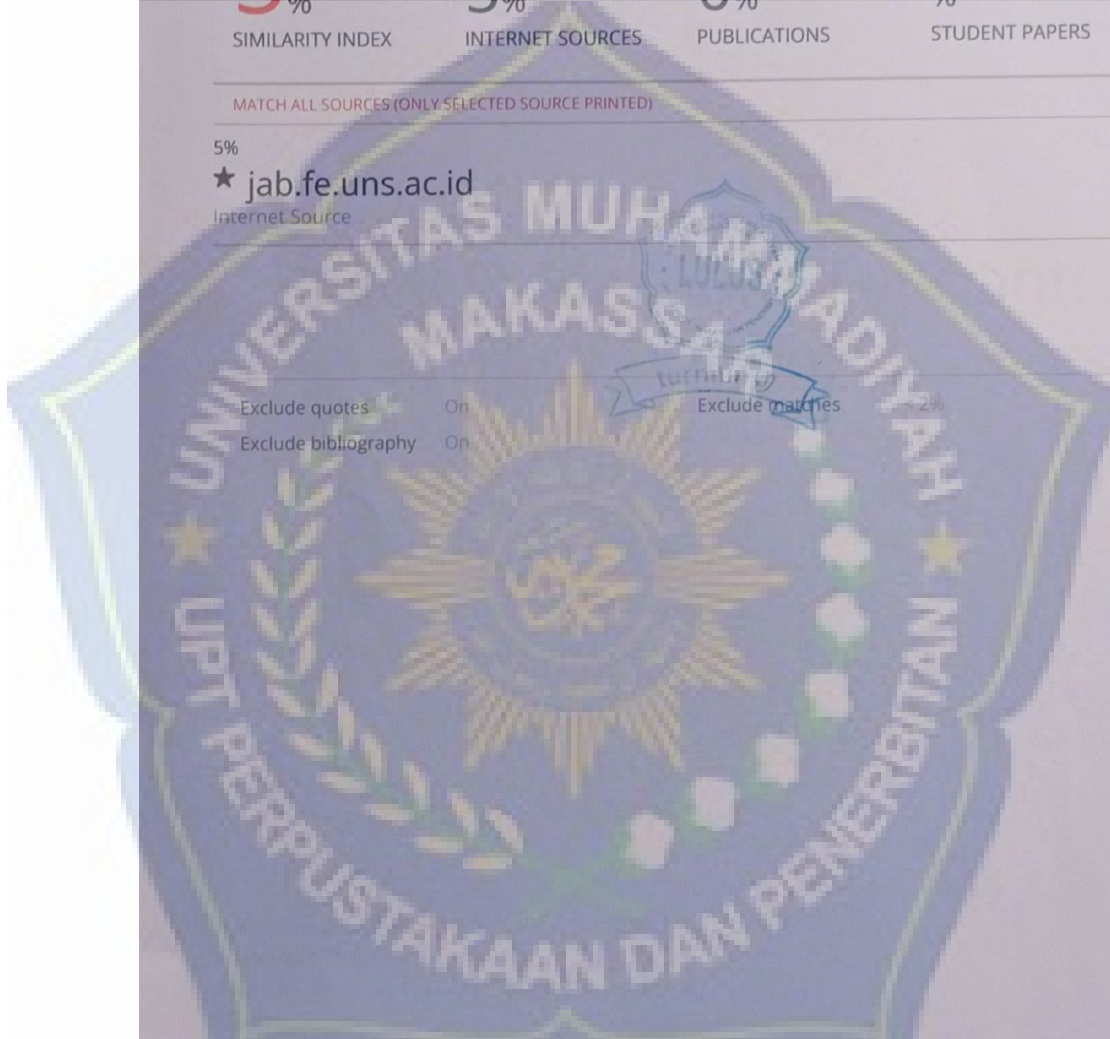 %
%
%
%
SIMILARITY INDEX
INTERNET SOURCES
PUBLICATIONS
STUDENT PAPERS
MATCH ALL SOURCES (ONLY SELECTED SOURCE PRINTED)
5%
★ jab.fe.uns.ac.id
Internet Source
UNIVERSITAS MUHAMMADIYAH
MAKASSAR
LULUS
turnitin
Exclude quotes On
Exclude matches < 2%
Exclude bibliography On
UPT PERPUSTAKAAN DAN PENERBITAN